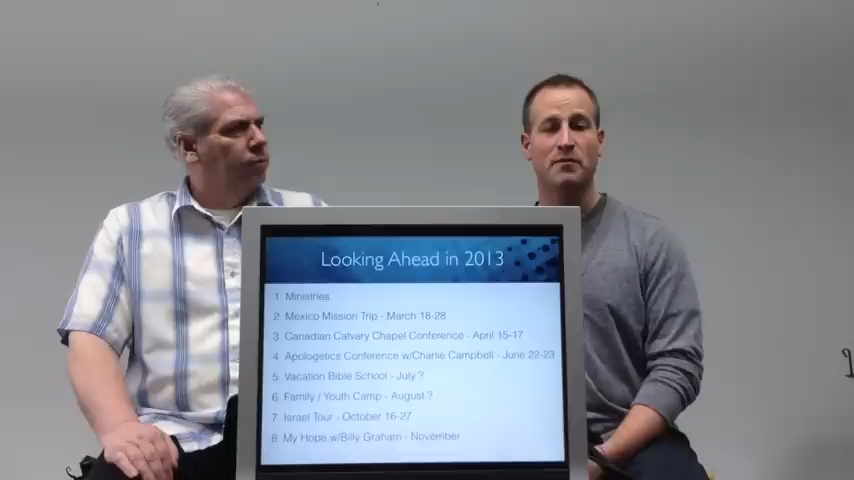 Looking Ahead in 2013
1 Ministries
2 Mexico Mission Trip - March 18-28
3 Canadian Calvary Chapel Conference - April 15-17
4 Apologetics Conference w/Charlie Campbell - June 22-23
5 Vacation Bible School - July ?
6 Family / Youth Camp - August ?
7 Israel Tour - October 16-27
8 My Hope w/Billy Graham - November